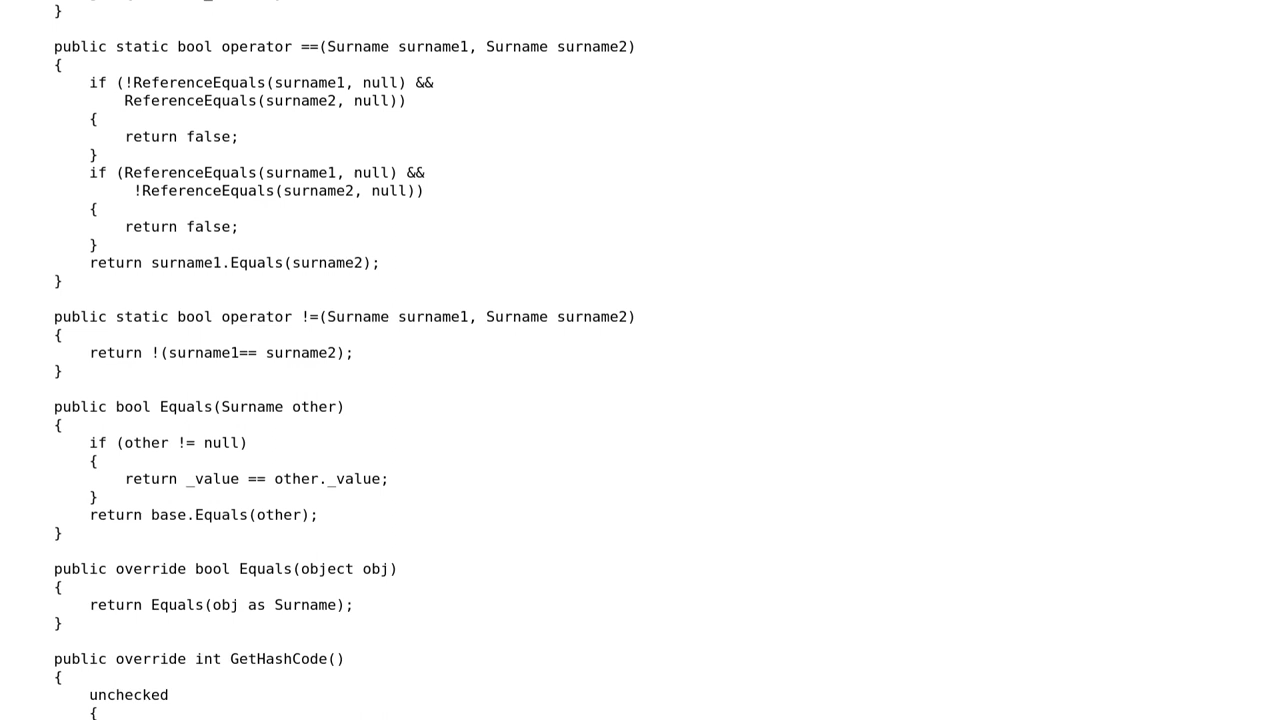 }
public static bool operator ==(Surname surname1, Surname surname2)
{
    if (!ReferenceEquals(surname1, null) &&
        ReferenceEquals(surname2, null))
    {
        return false;
    }
    if (ReferenceEquals(surname1, null) &&
         !ReferenceEquals(surname2, null))
    {
        return false;
    }
    return surname1.Equals(surname2);
}
public static bool operator !=(Surname surname1, Surname surname2)
{
    return !(surname1== surname2);
}
public bool Equals(Surname other)
{
    if (other != null)
    {
        return _value == other._value;
    }
    return base.Equals(other);
}
public override bool Equals(object obj)
{
    return Equals(obj as Surname);
}
public override int GetHashCode()
{
    unchecked
    {